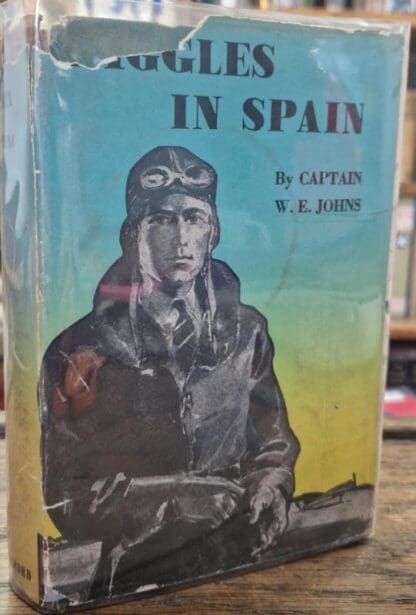 IGGLES
IN SPAIN
By CAPTAIN
W. E. JOHNS